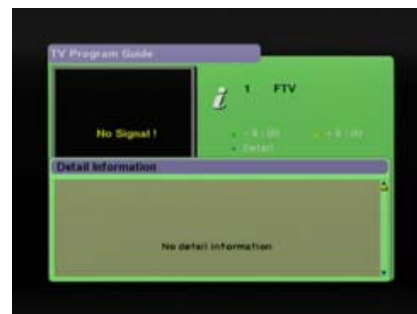 TV Program Guide
1 FTV
No Signal !
Detail
Detail Information
No detail information